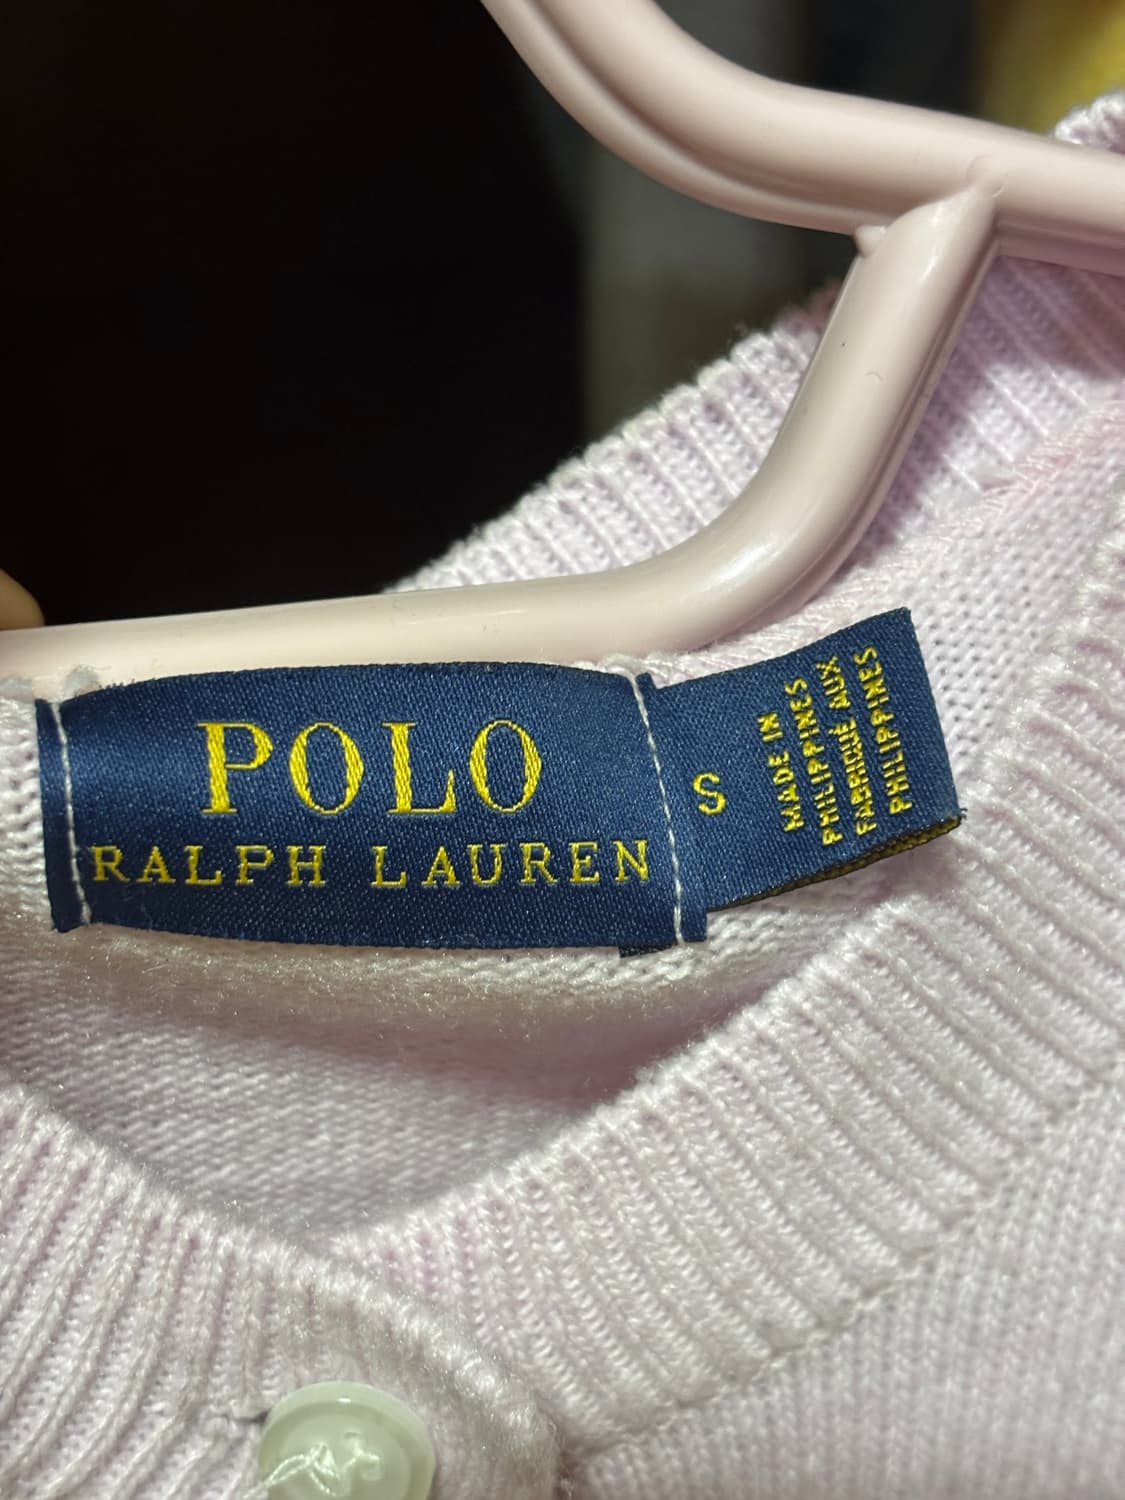 POLO
RALPH LAUREN
S
MADE IN
PHILIPPINES
FABRIQUÉ AUX
PHILIPPINES